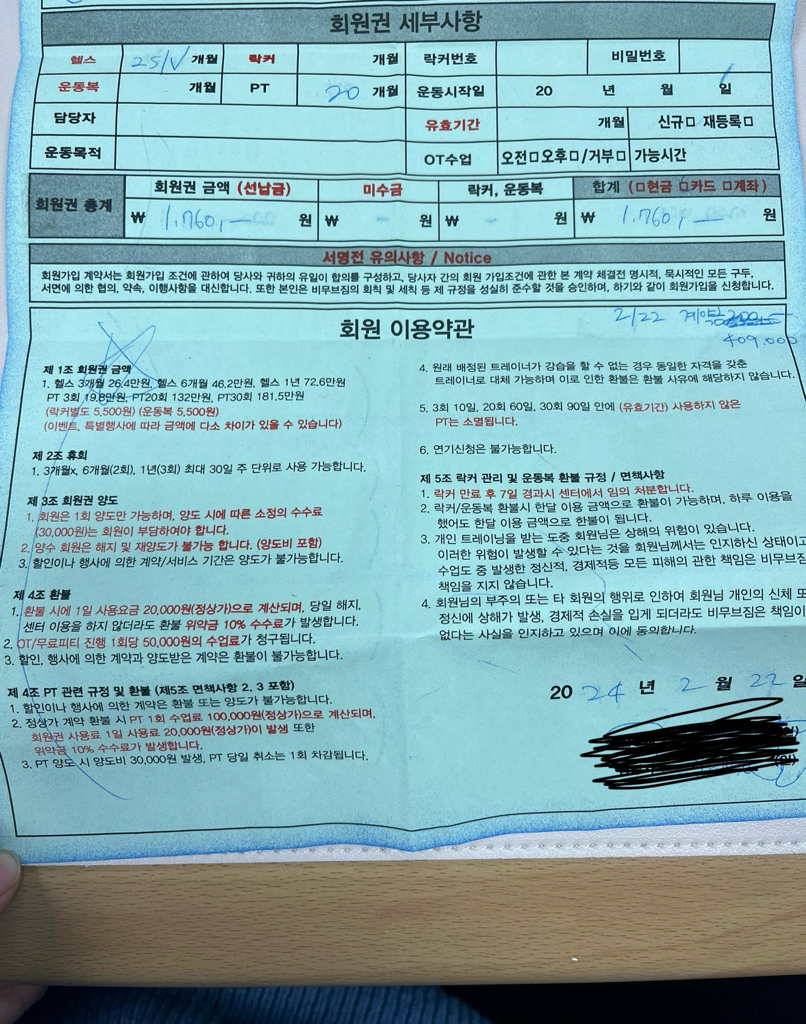 회원권 세부사항
헬스 개월 락커 개월 락커번호 비밀번호
운동복 개월 PT 20 개월 운동시작일 20 년 월 일
담당자 유효기간 개월 신규□ 재등록□
운동목적 OT수업 오전□오후□/거부□ 가능시간
회원권 총계 회원권 금액 (선납금) 미수금 락커, 운동복 합계 (□현금 □카드 □계좌)
₩ 1,760,— 원 ₩ - 원 ₩ - 원 ₩ 1,760,— 원
서명전 유의사항 / Notice
회원가입 계약서는 회원가입 조건에 관하여 당사와 귀하의 유일이 합의를 구성하고, 당사자 간의 회원 가입조건에 관한 본 계약 체결전 명시적, 묵시적인 모든 구두,
서면에 의한 협의, 약속, 이행사항을 대신합니다. 또한 본인은 비무브짐의 회칙 및 세칙 등 제 규정을 성실히 준수할 것을 승인하며, 하기와 같이 회원가입을 신청합니다.
회원 이용약관
2/22 계약
409,000
제 1조 회원권 금액
1. 헬스 3개월 26.4만원, 헬스 6개월 46.2만원, 헬스 1년 72.6만원
PT 3회 19.8만원, PT20회 132만원, PT30회 181.5만원
(락커별도 5,500원) (운동복 5,500원)
(이벤트, 특별행사에 따라 금액에 다소 차이가 있을 수 있습니다)
제 2조 휴회
1. 3개월x, 6개월(2회), 1년(3회) 최대 30일 주 단위로 사용 가능합니다.
제 3조 회원권 양도
1. 회원은 1회 양도만 가능하며, 양도 시에 따른 소정의 수수료
(30,000원)는 회원이 부담하여야 합니다.
2. 양수 회원은 해지 및 재양도가 불가능 합니다. (양도비 포함)
3. 할인이나 행사에 의한 계약/서비스 기간은 양도가 불가능합니다.
제 4조 환불
1. 환불 시에 1일 사용요금 20,000원(정상가)으로 계산되며, 당일 해지,
센터 이용을 하지 않더라도 환불 위약금 10% 수수료가 발생합니다.
2. OT/무료피티 진행 1회당 50,000원의 수업료가 청구됩니다.
3. 할인, 행사에 의한 계약과 양도받은 계약은 환불이 불가능합니다.
제 4조 PT 관련 규정 및 환불 (제5조 면책사항 2, 3 포함)
1. 할인이나 행사에 의한 계약은 환불 또는 양도가 불가능합니다.
2. 정상가 계약 환불 시 PT 1회 수업료 100,000원(정상가)으로 계산되며,
회원권 사용료 1일 사용료 20,000원(정상가)이 발생 또한
위약금 10% 수수료가 발생합니다.
3. PT 양도 시 양도비 30,000원 발생, PT 당일 취소는 1회 차감됩니다.
4. 원래 배정된 트레이너가 강습을 할 수 없는 경우 동일한 자격을 갖춘
트레이너로 대체 가능하며 이로 인한 환불은 환불 사유에 해당하지 않습니다.
5. 3회 10일, 20회 60일, 30회 90일 안에 (유효기간) 사용하지 않은
PT는 소멸됩니다.
6. 연기신청은 불가능합니다.
제 5조 락커 관리 및 운동복 환불 규정 / 면책사항
1. 락커 만료 후 7일 경과시 센터에서 임의 처분합니다.
2. 락커/운동복 환불시 한달 이용 금액으로 환불이 가능하며, 하루 이용을
했어도 한달 이용 금액으로 한불이 됩니다.
3. 개인 트레이닝을 받는 도중 회원님은 상해의 위험이 있습니다.
이러한 위험이 발생할 수 있다는 것을 회원님께서는 인지하신 상태이고
수업도 중 발생한 정신적, 경제적등 모든 피해의 관한 책임은 비무브짐
책임을 지지 않습니다.
4. 회원님의 부주의 또는 타 회원의 행위로 인하여 회원님 개인의 신체 또
정신에 상해가 발생, 경제적 손실을 입게 되더라도 비무브짐은 책임이
없다는 사실을 인지하고 있으며 이에 동의합니다.
20 24 년 2 월 22 일